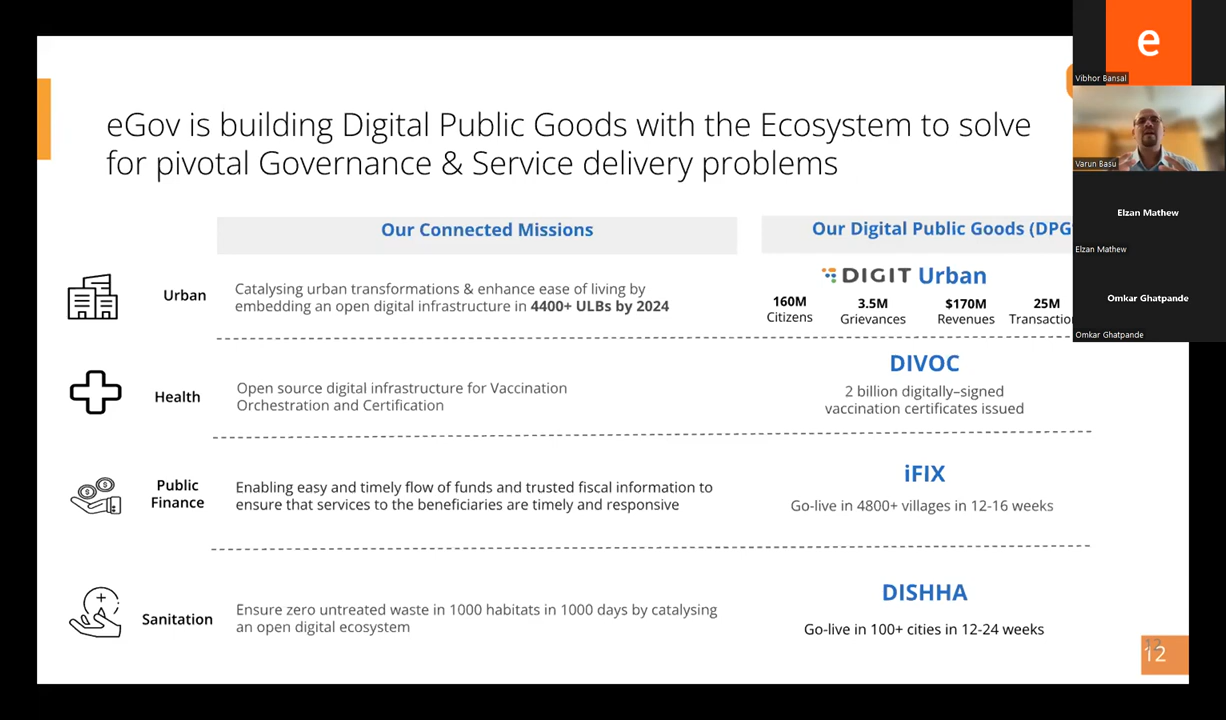 eGov is building Digital Public Goods with the Ecosystem to solve
for pivotal Governance & Service delivery problems
Our Connected Missions
Our Digital Public Goods (DPG
Urban
Catalysing urban transformations & enhance ease of living by
embedding an open digital infrastructure in 4400+ ULBs by 2024
DIGIT Urban
160M 3.5M $170M 25M
Citizens Grievances Revenues Transaction
Health
Open source digital infrastructure for Vaccination
Orchestration and Certification
DIVOC
2 billion digitally–signed
vaccination certificates issued
Public
Finance
Enabling easy and timely flow of funds and trusted fiscal information to
ensure that services to the beneficiaries are timely and responsive
iFIX
Go-live in 4800+ villages in 12-16 weeks
Sanitation
Ensure zero untreated waste in 1000 habitats in 1000 days by catalysing
an open digital ecosystem
DISHHA
Go-live in 100+ cities in 12-24 weeks
12
12
e
Vibhor Bansal
Varun Basu
Elzan Mathew
Elzan Mathew
Omkar Ghatpande
Omkar Ghatpande